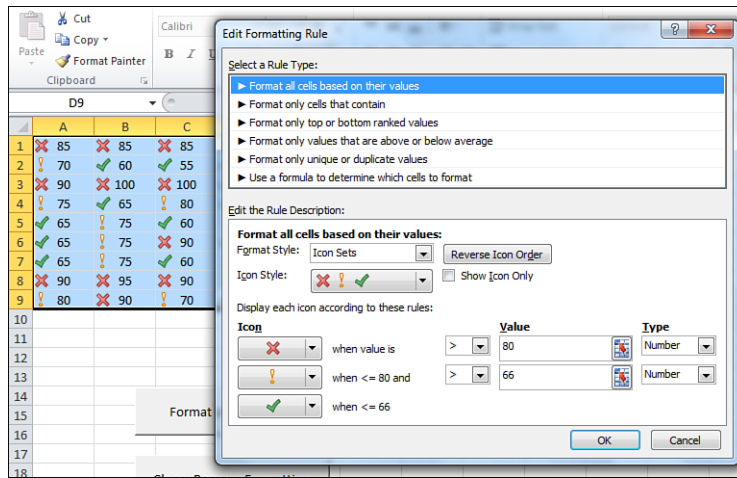 Cut
Copy
Paste
Format Painter
Clipboard
Calibri
B I
D9
A B C
1 85 85 85
2 70 60 55
3 90 100 100
4 75 65 80
5 65 75 60
6 65 75 90
7 65 75 60
8 90 95 90
9 80 90 70
10
11
12
13
14
15
16
17
18
Format
Edit Formatting Rule
Select a Rule Type:
► Format all cells based on their values
► Format only cells that contain
► Format only top or bottom ranked values
► Format only values that are above or below average
► Format only unique or duplicate values
► Use a formula to determine which cells to format
Edit the Rule Description:
Format all cells based on their values:
Format Style: Icon Sets Reverse Icon Order
Icon Style: Show Icon Only
Display each icon according to these rules:
Icon Value Type
when value is > 80 Number
when <= 80 and > 66 Number
when <= 66
OK Cancel